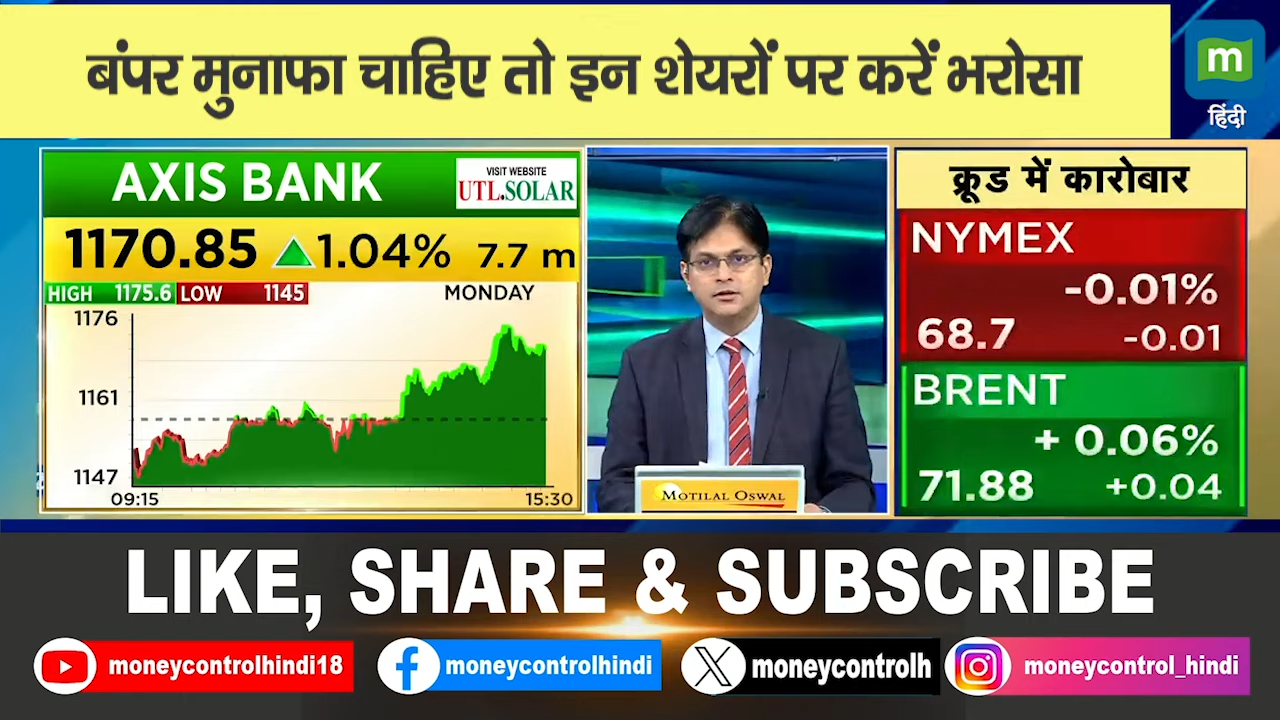 बंपर मुनाफा चाहिए तो इन शेयरों पर करें भरोसा
m
हिंदी
AXIS BANK
VISIT WEBSITE
UTL.SOLAR
1170.85 1.04% 7.7 m
HIGH 1175.6 LOW 1145
MONDAY
1176
1161
1147
09:15 15:30
MOTILAL OSWAL
क्रूड में कारोबार
NYMEX
-0.01%
68.7 -0.01
BRENT
+ 0.06%
71.88 +0.04
LIKE, SHARE & SUBSCRIBE
moneycontrolhindi18 moneycontrolhindi moneycontrolh moneycontrol_hindi